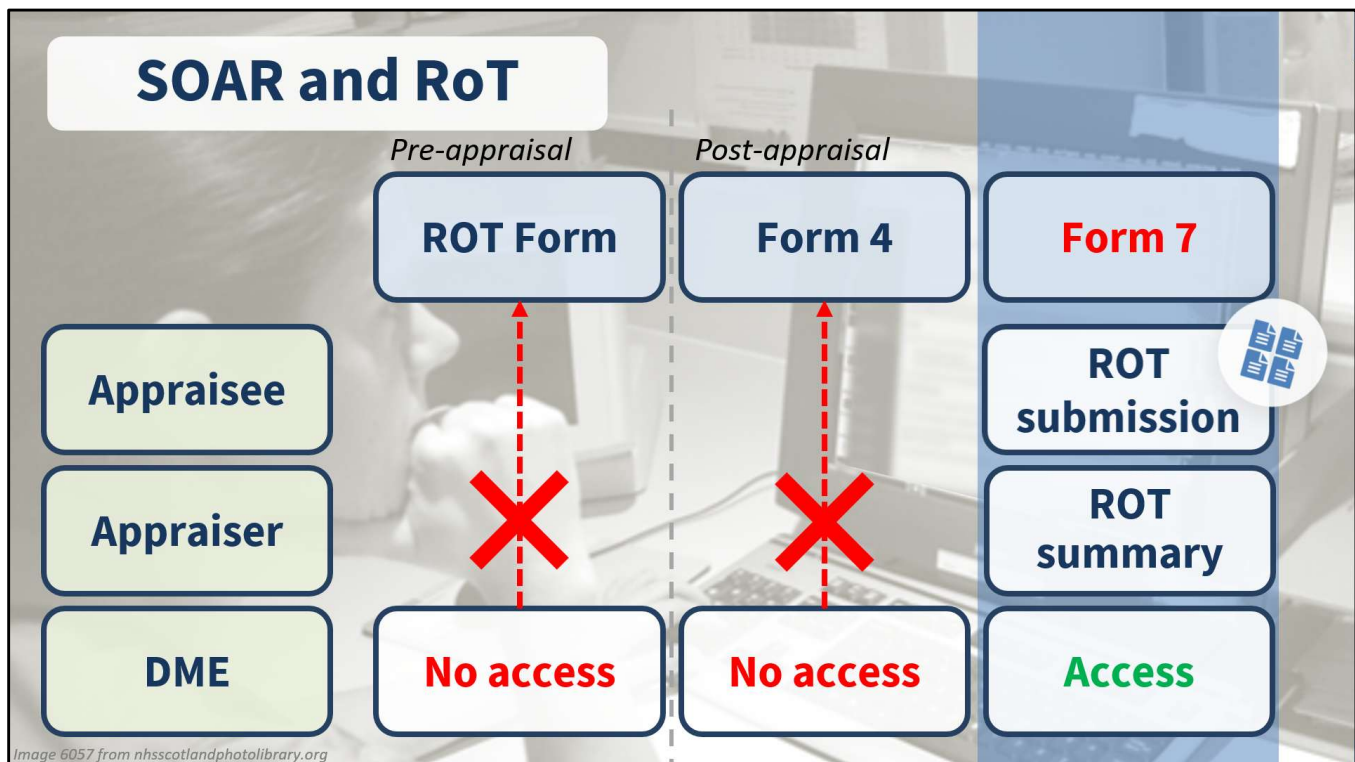 SOAR and RoT
Pre-appraisal
Post-appraisal
ROT Form
Form 4
Form 7
Appraisee
ROT
submission
Appraiser
ROT
summary
DME
No access
No access
Access
Image 6057 from nhsscotlandphotolibrary.org